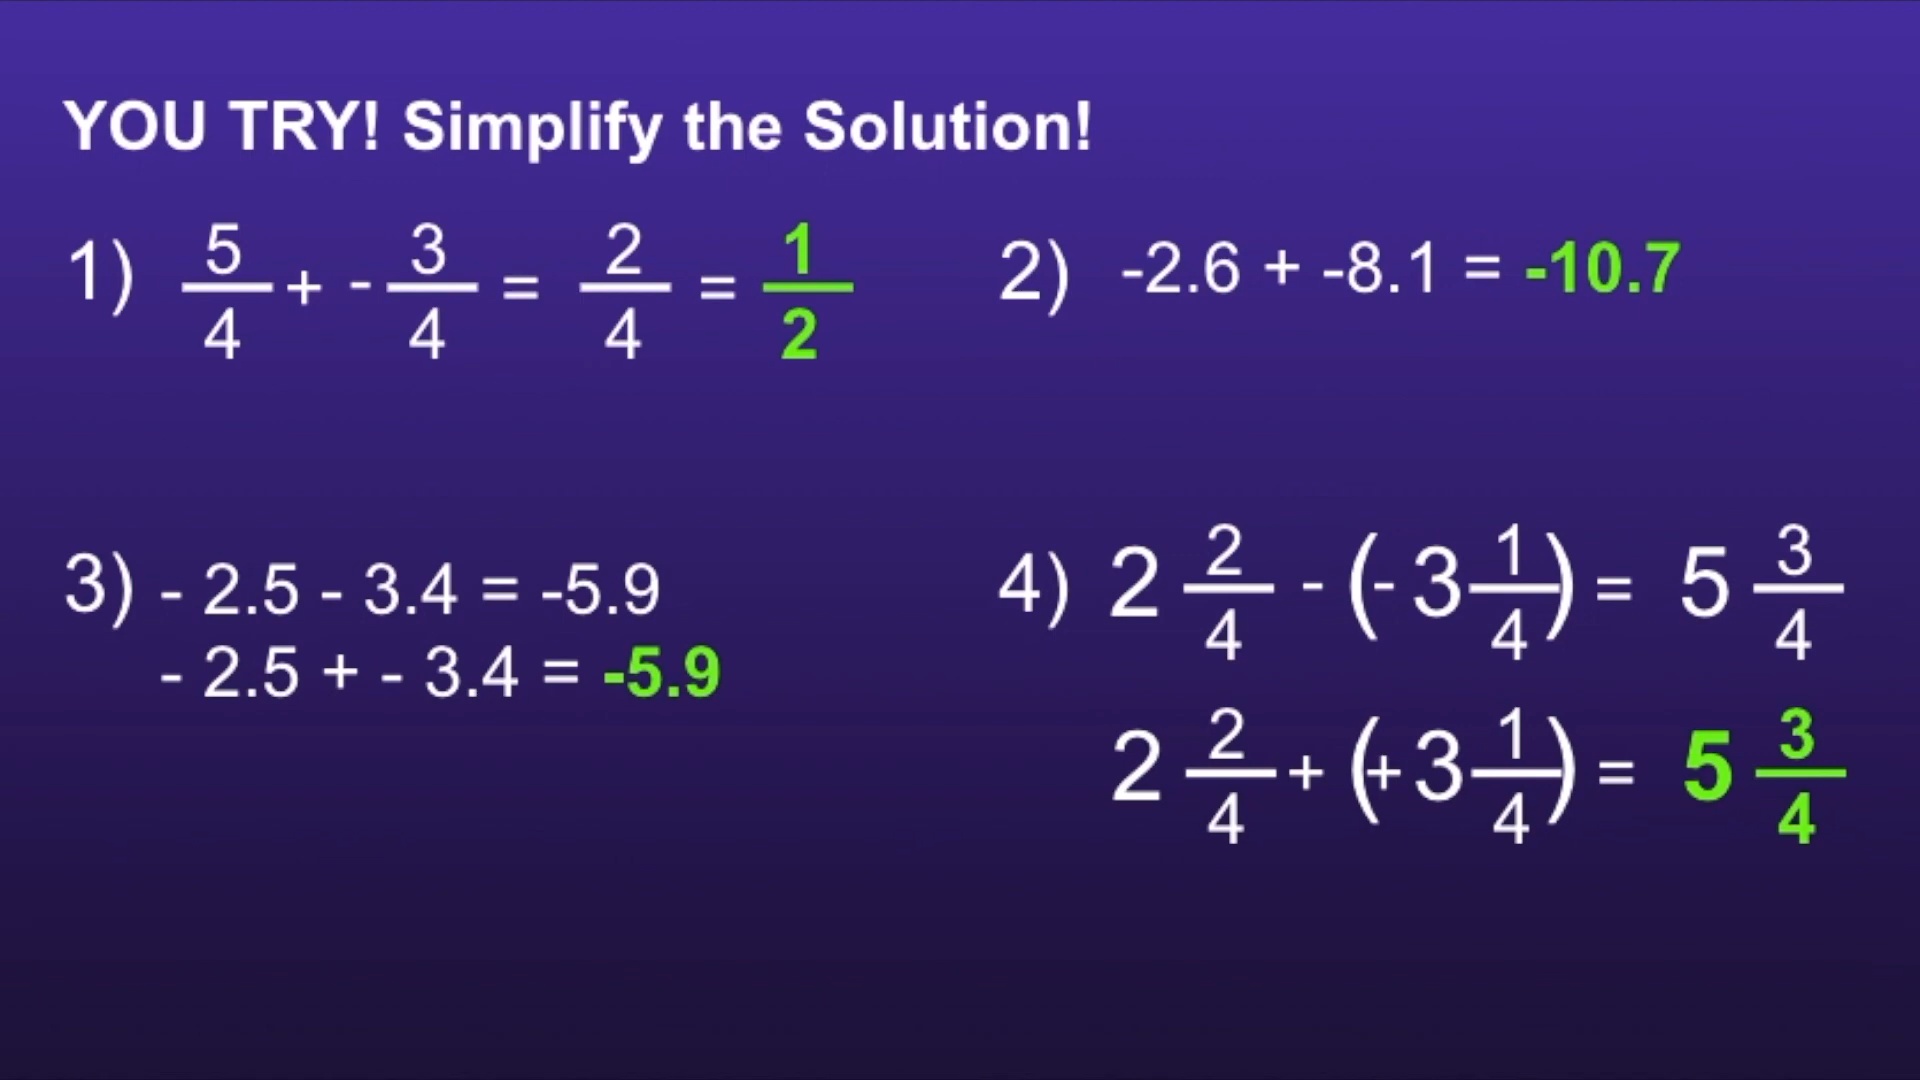 YOU TRY! Simplify the Solution!
1) 5/4 + - 3/4 = 2/4 = 1/2
2) -2.6 + -8.1 = -10.7
3) - 2.5 - 3.4 = -5.9
- 2.5 + - 3.4 = -5.9
4) 2 2/4 - (- 3 1/4) = 5 3/4
2 2/4 + (+ 3 1/4) = 5 3/4